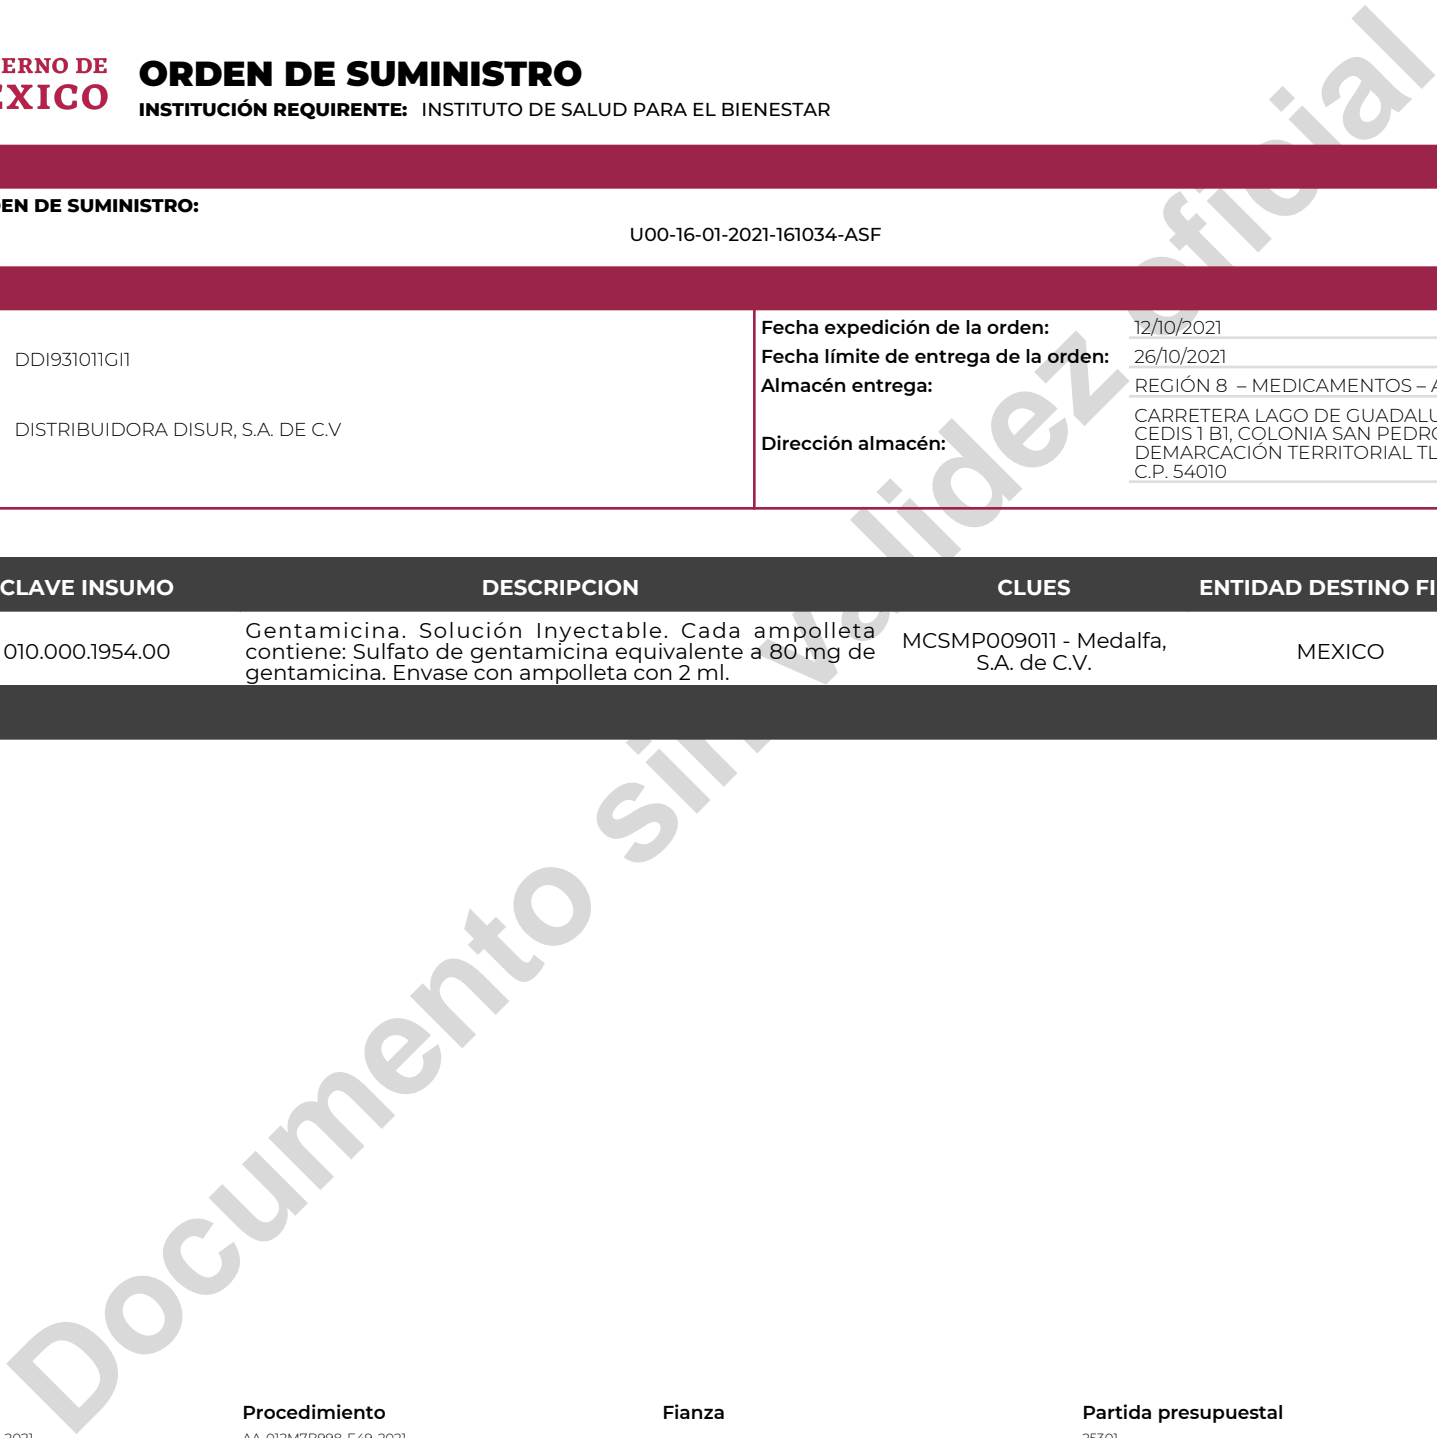 ERNO DE
ORDEN DE SUMINISTRO
INSTITUCIÓN REQUIRENTE: INSTITUTO DE SALUD PARA EL BIENESTAR
EN DE SUMINISTRO:
U00-16-01-2021-161034-ASF
DDI931011GI1
DISTRIBUIDORA DISUR, S.A. DE C.V
Fecha expedición de la orden: 12/10/2021
Fecha límite de entrega de la orden: 26/10/2021
Almacén entrega: REGIÓN 8 – MEDICAMENTOS – A
Dirección almacén:
CARRETERA LAGO DE GUADALU
CEDIS 1 B1, COLONIA SAN PEDRO
DEMARCACIÓN TERRITORIAL TL
C.P. 54010
CLAVE INSUMO DESCRIPCION CLUES ENTIDAD DESTINO FI
010.000.1954.00
Gentamicina. Solución Inyectable. Cada ampolleta
contiene: Sulfato de gentamicina equivalente a 80 mg de
gentamicina. Envase con ampolleta con 2 ml.
MCSMP009011 - Medalfa,
S.A. de C.V.
MEXICO
Documento sin validez oficial
Procedimiento Fianza Partida presupuestal